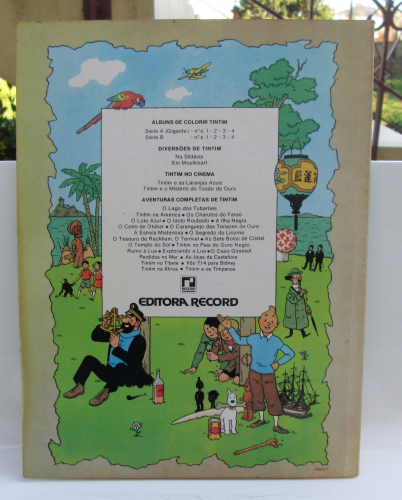 ÁLBUNS DE COLORIR TINTIM
Série A (Gigante) - n°s. 1 - 2 - 3 - 4
Série B - n°s. 1 - 2 - 3 - 4
DIVERSÕES DE TINTIM
Na Sildávia
Em Moulinsart
TINTIM NO CINEMA
Tintim e as Laranjas Azuis
Tintim e o Mistério do Tosão de Ouro
AVENTURAS COMPLETAS DE TINTIM
O Lago dos Tubarões
Tintim na América • Os Charutos do Faraó
O Loto Azul • O Ídolo Roubado • A Ilha Negra
O Cetro de Otokar • O Caranguejo das Tenazes de Ouro
A Estrela Misteriosa • O Segredo do Licorne
O Tesouro de Rackham, O Terrível • As Sete Bolas de Cristal
O Templo do Sol • Tintim no País do Ouro Negro
Rumo à Lua • Explorando a Lua • O Caso Girassol
Perdidos no Mar • As Jóias da Castafiore
Tintim no Tibete • Vôo 714 para Sidney
Tintim na África • Tintim e os Tímpanos
RECORD
EDITORA RECORD